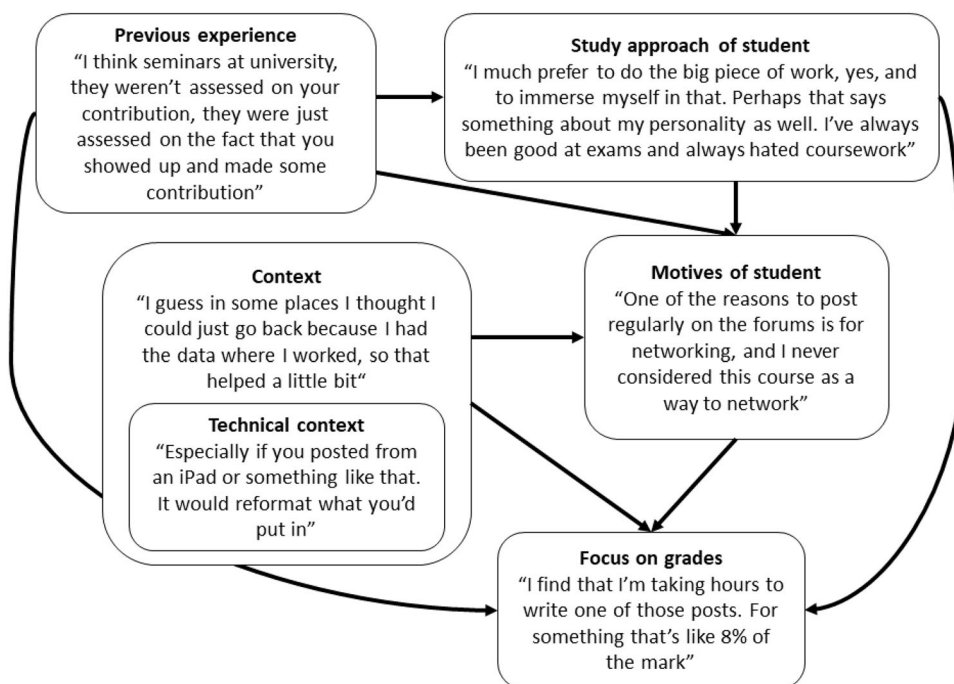 Previous experience
“I think seminars at university,
they weren’t assessed on your
contribution, they were just
assessed on the fact that you
showed up and made some
contribution”
Study approach of student
“I much prefer to do the big piece of work, yes, and
to immerse myself in that. Perhaps that says
something about my personality as well. I’ve always
been good at exams and always hated coursework”
Context
“I guess in some places I thought I
could just go back because I had
the data where I worked, so that
helped a little bit“
Technical context
“Especially if you posted from
an iPad or something like that.
It would reformat what you’d
put in”
Motives of student
“One of the reasons to post
regularly on the forums is for
networking, and I never
considered this course as a
way to network”
Focus on grades
“I find that I’m taking hours to
write one of those posts. For
something that’s like 8% of
the mark”